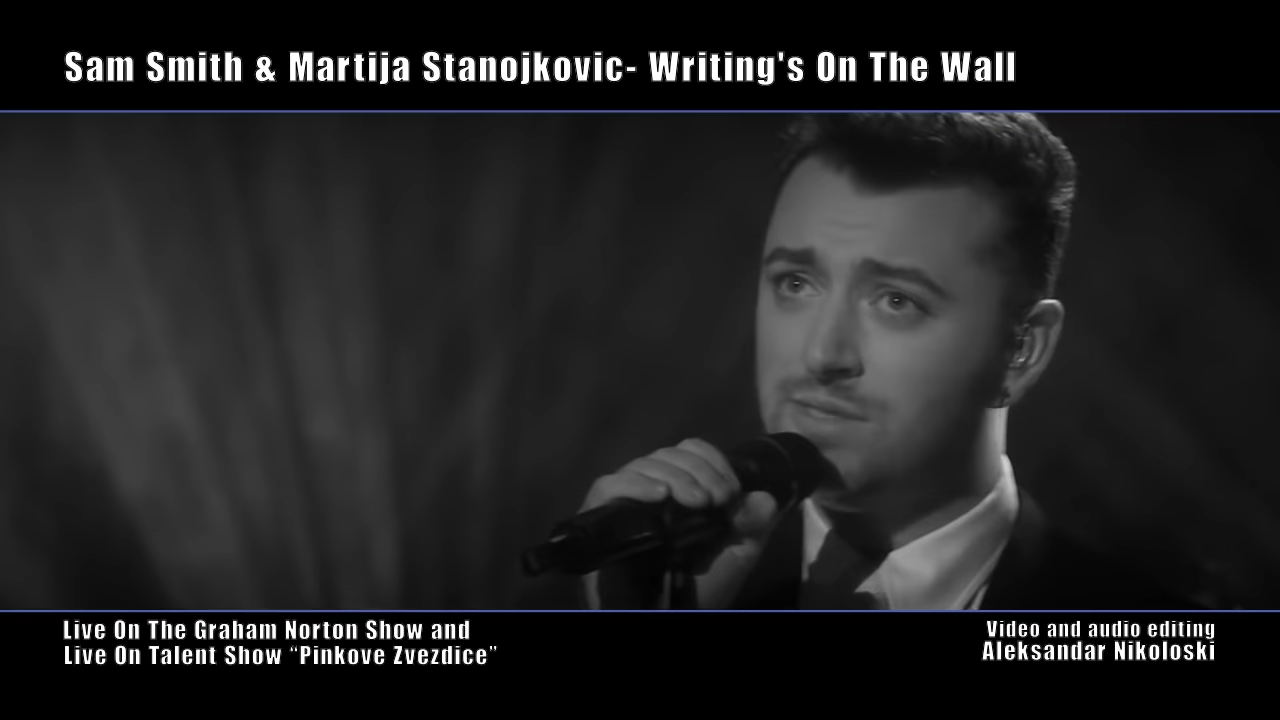 Sam Smith & Martija Stanojkovic- Writing's On The Wall
Live On The Graham Norton Show and
Live On Talent Show “Pinkove Zvezdice”
Video and audio editing
Aleksandar Nikoloski